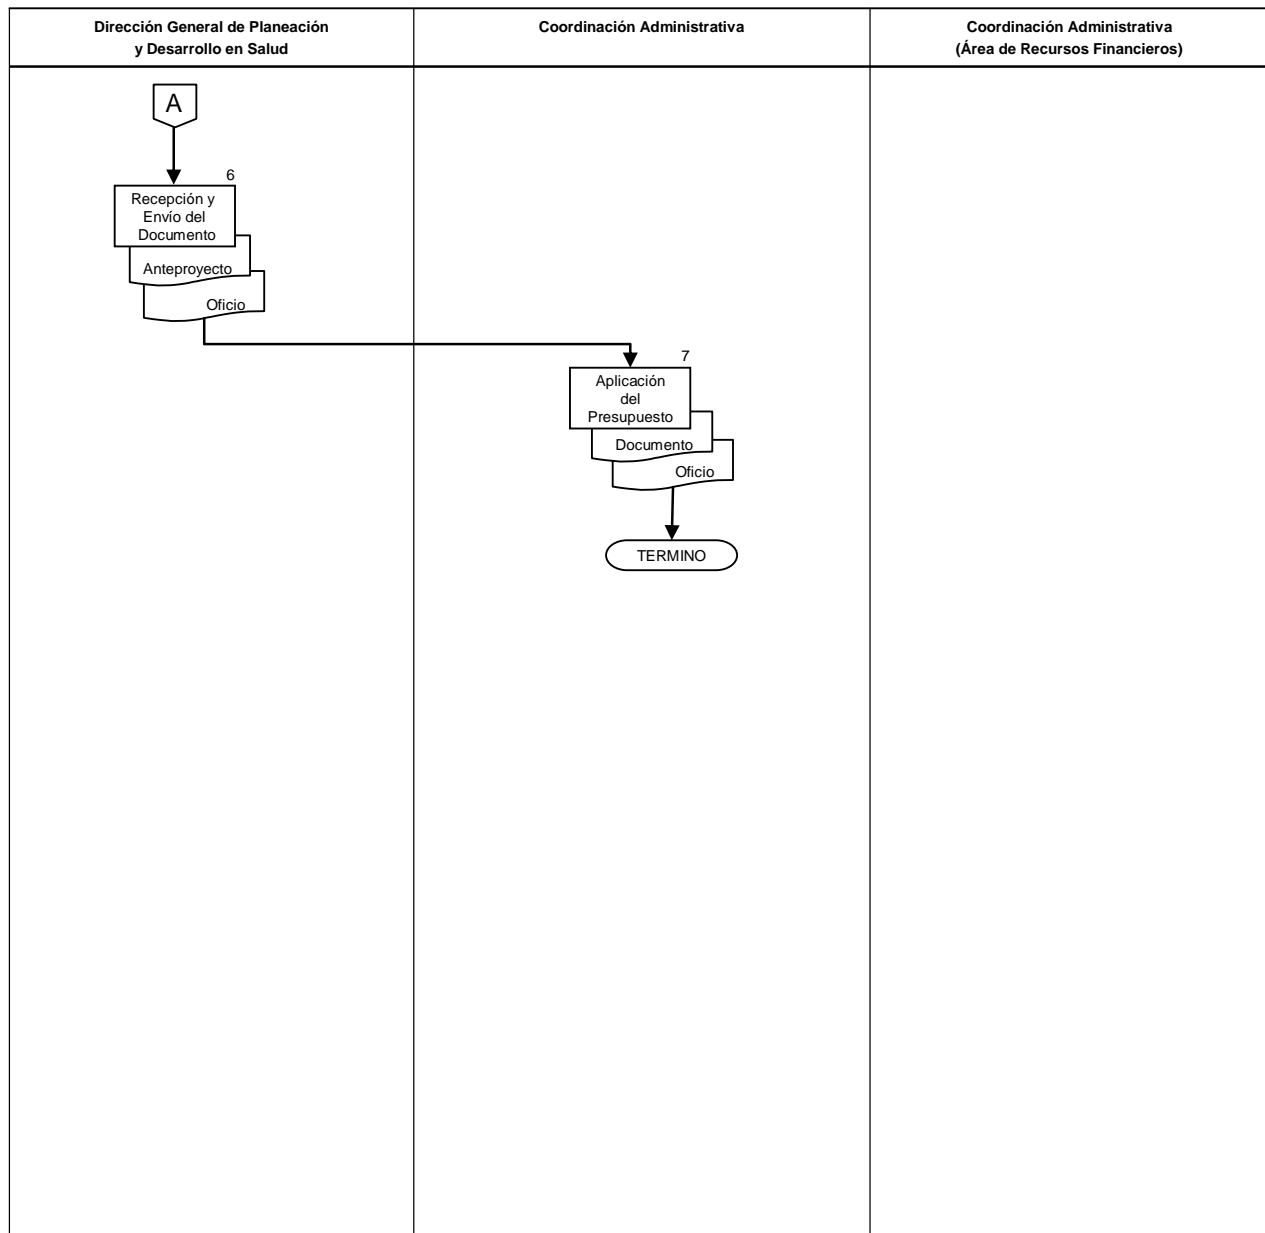 Dirección General de Planeación
y Desarrollo en Salud
Coordinación Administrativa
Coordinación Administrativa
(Área de Recursos Financieros)
A
6
Recepción y
Envío del
Documento
Anteproyecto
Oficio
7
Aplicación
del
Presupuesto
Documento
Oficio
TERMINO